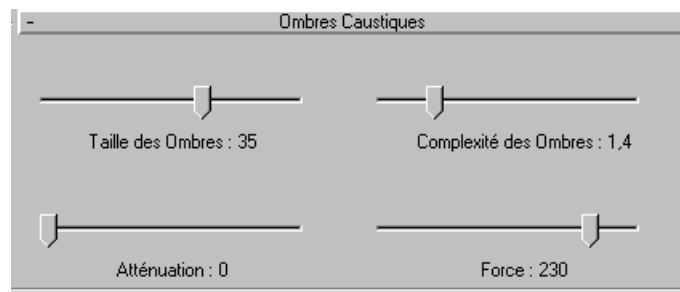 - Ombres Caustiques
Taille des Ombres : 35
Complexité des Ombres : 1,4
Atténuation : 0
Force : 230